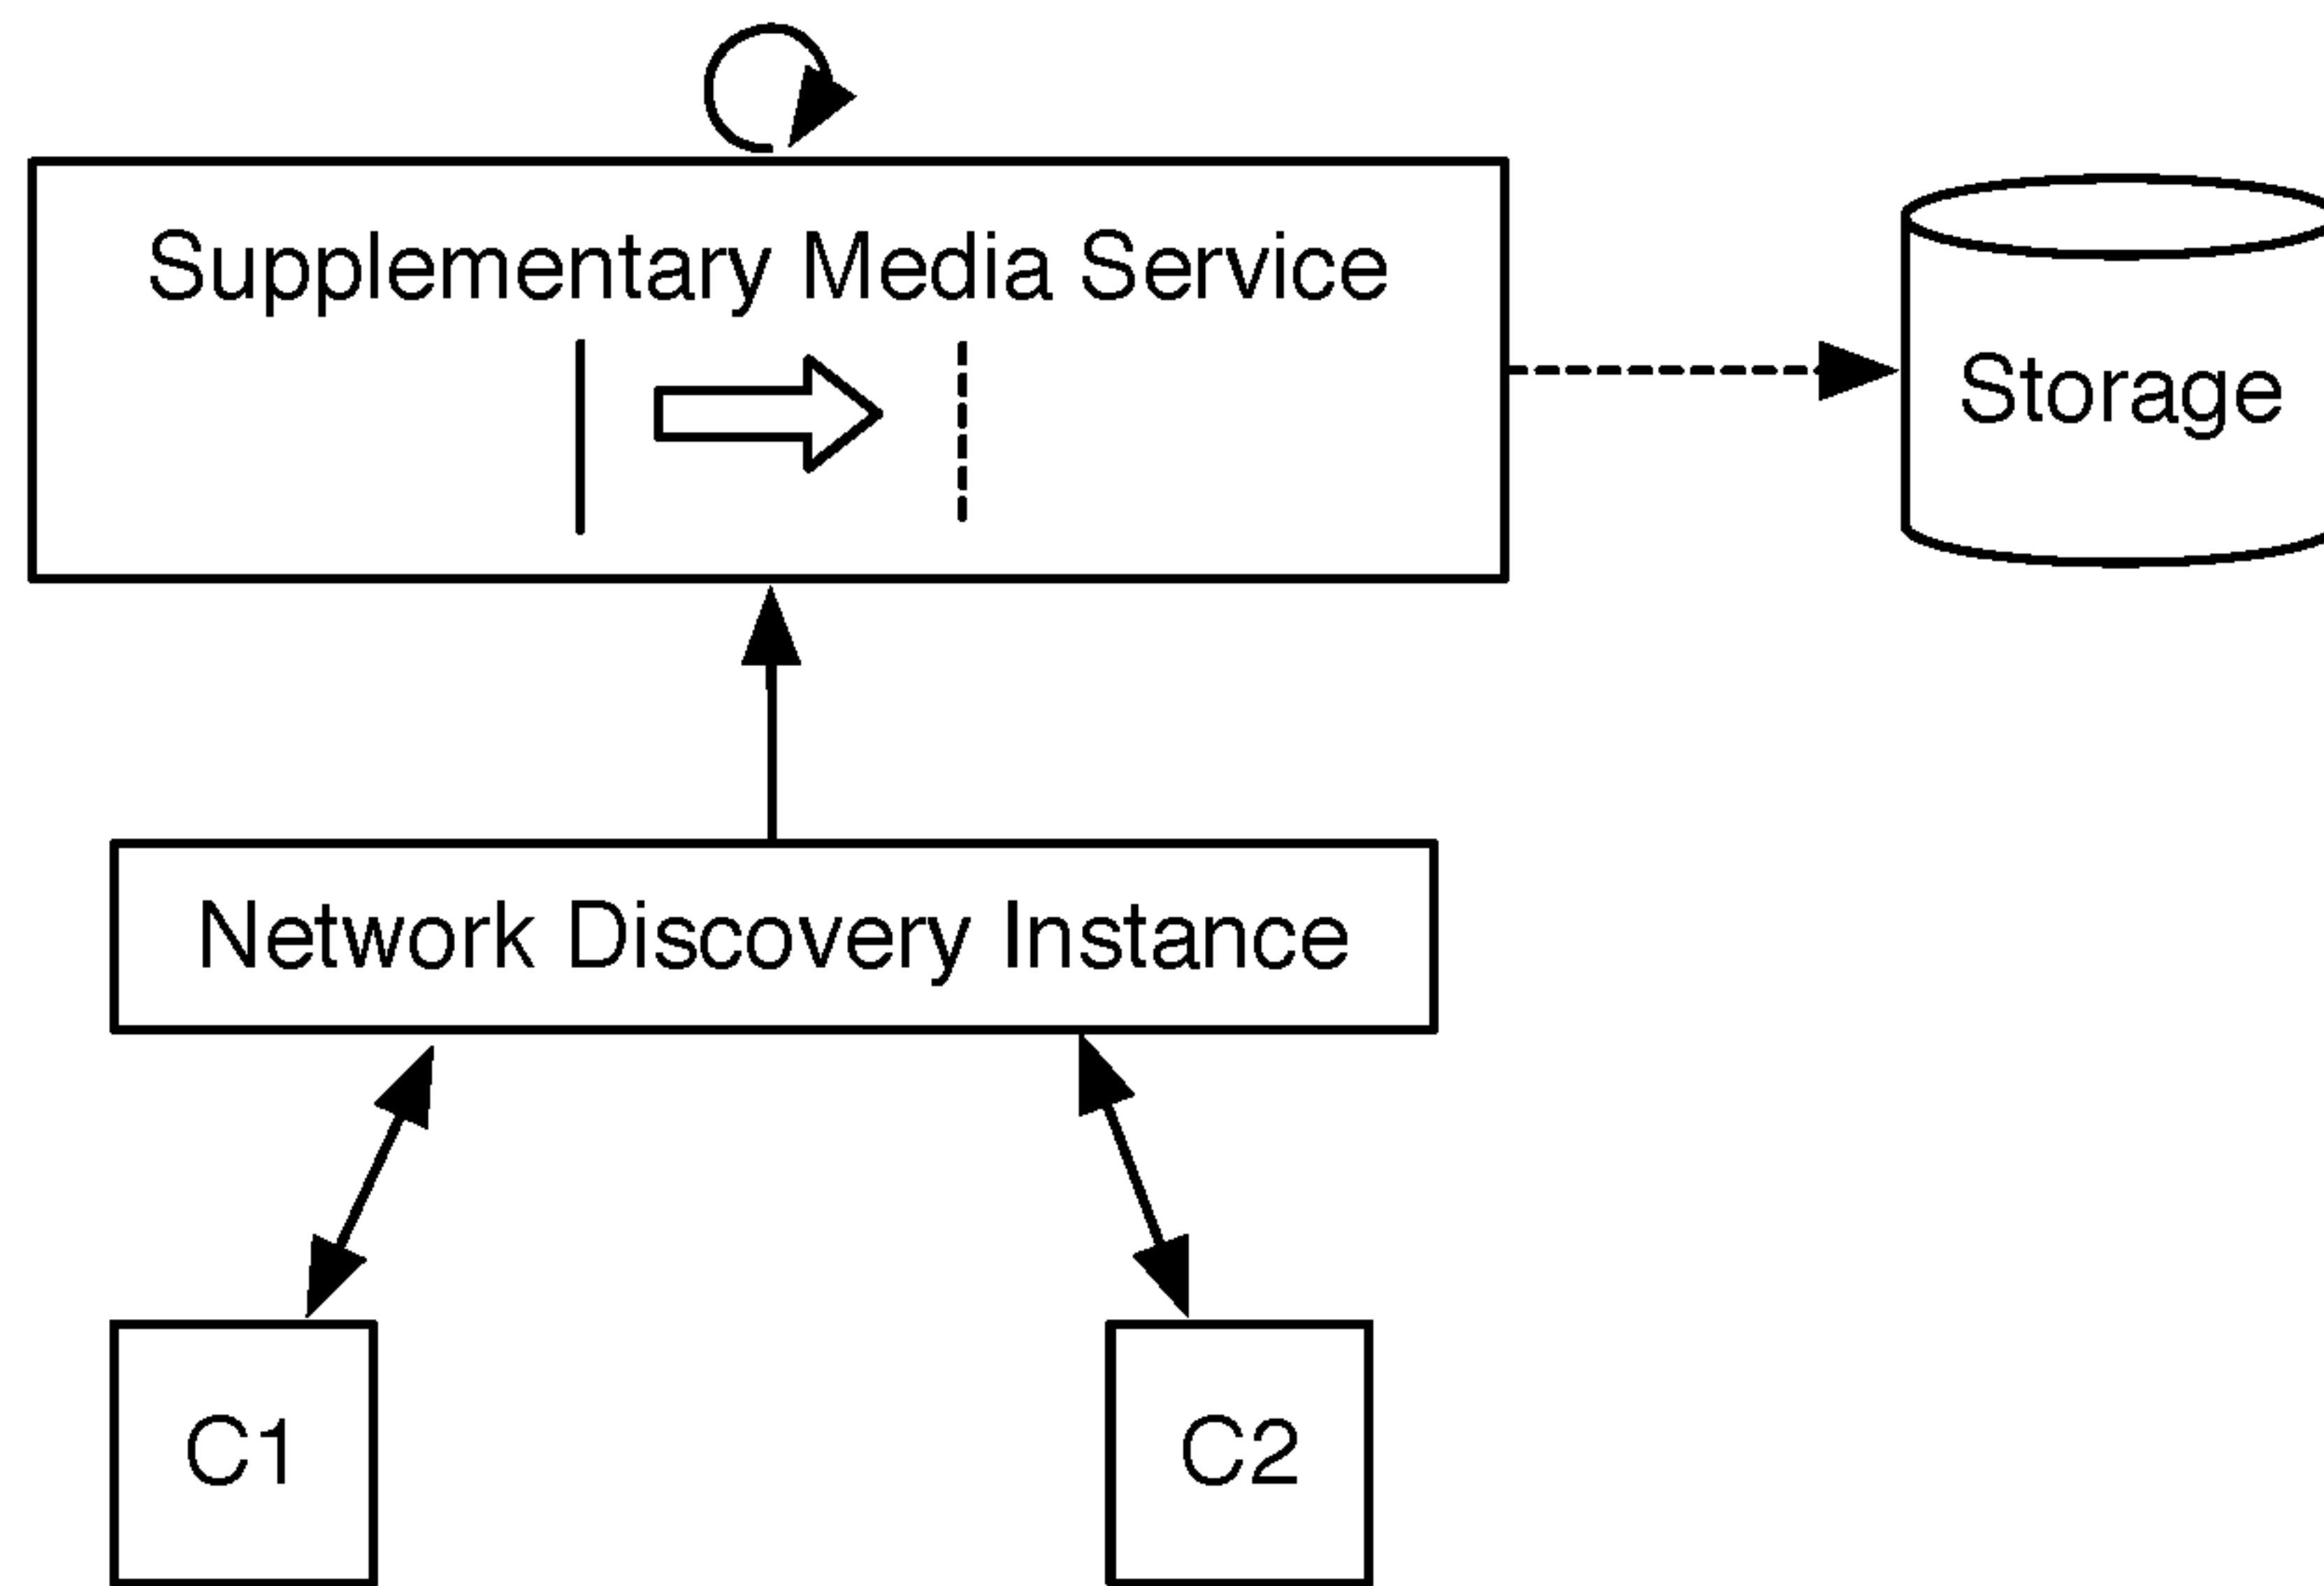 Supplementary Media Service
Storage
Network Discovery Instance
C1
C2